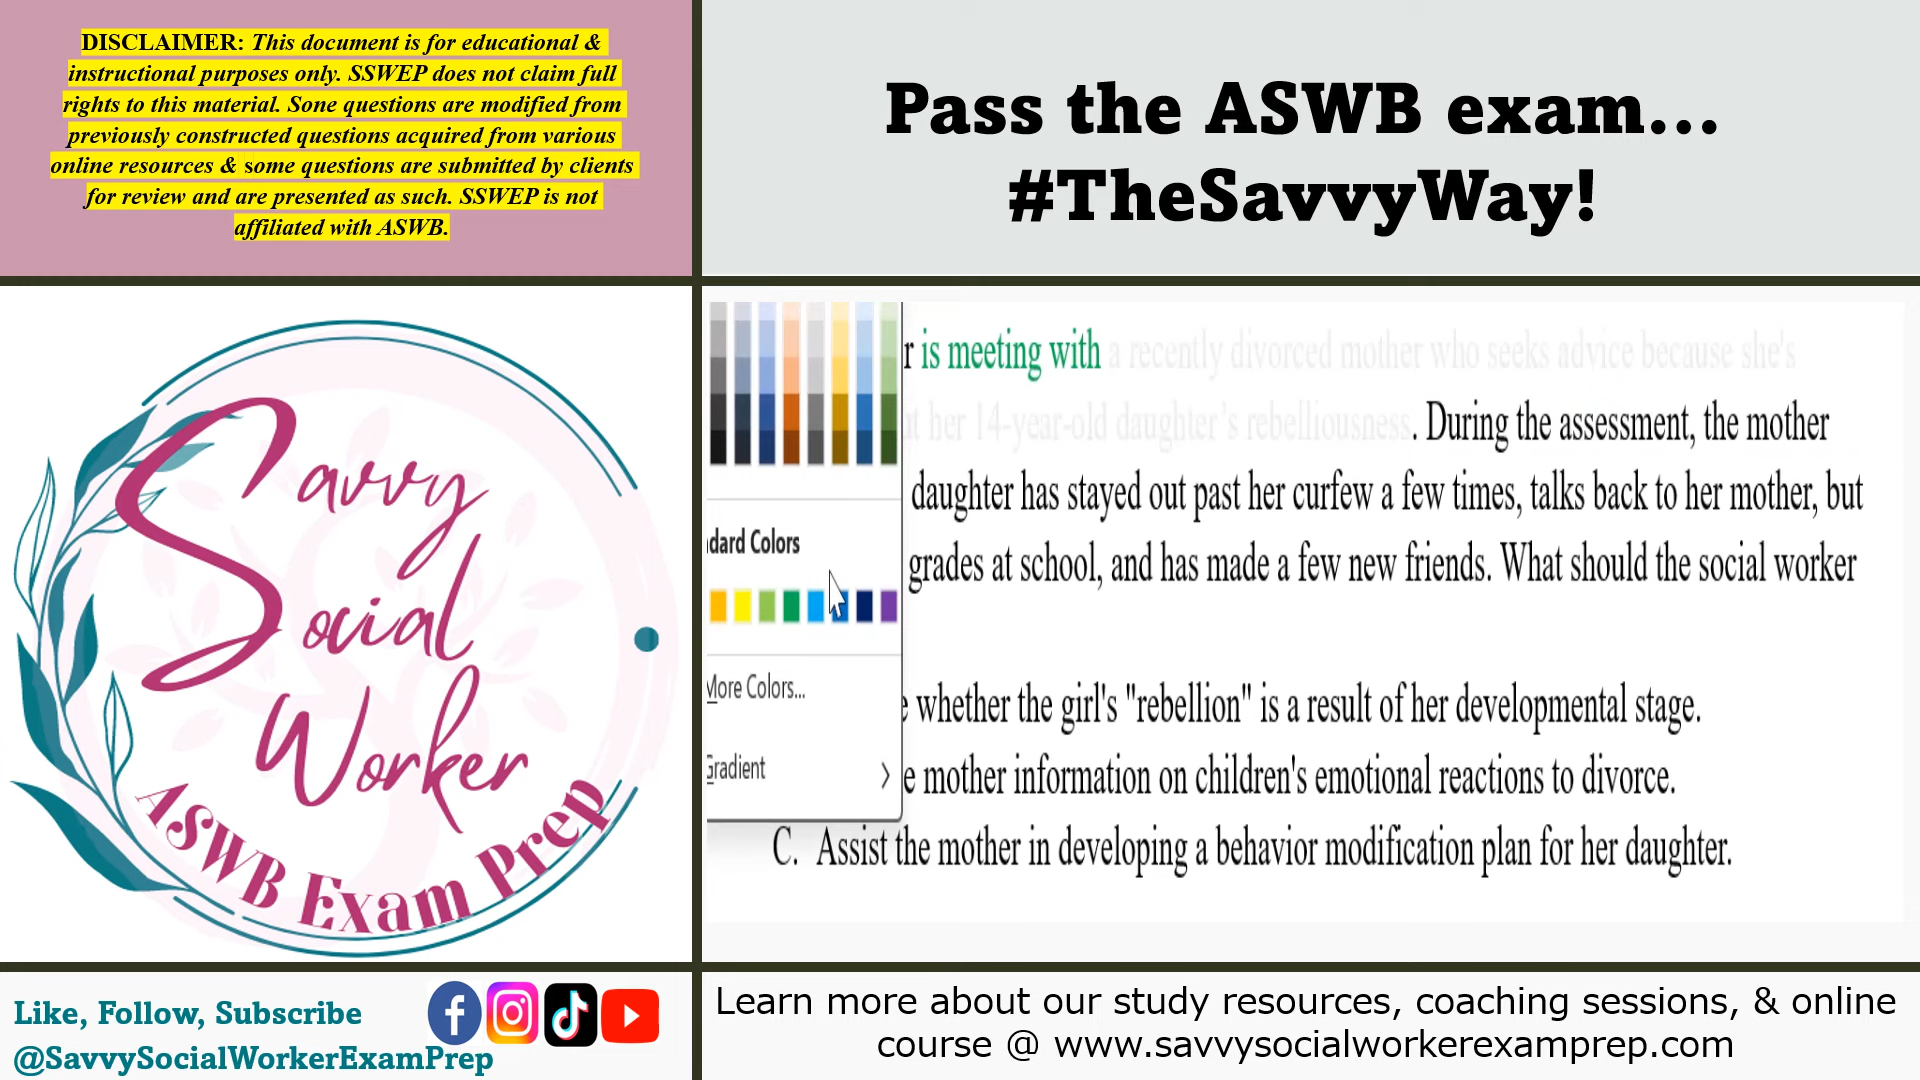 DISCLAIMER: This document is for educational &
instructional purposes only. SSWEP does not claim full
rights to this material. Sone questions are modified from
previously constructed questions acquired from various
online resources & some questions are submitted by clients
for review and are presented as such. SSWEP is not
affiliated with ASWB.
Pass the ASWB exam...
#TheSavvyWay!
Savvy
Social
Worker
ASWB Exam Prep
r is meeting with a recently divorced mother who seeks advice because she's
her 14-year-old daughter's rebelliousness. During the assessment, the mother
daughter has stayed out past her curfew a few times, talks back to her mother, but
grades at school, and has made a few new friends. What should the social worker
dard Colors
whether the girl's "rebellion" is a result of her developmental stage.
More Colors...
e mother information on children's emotional reactions to divorce.
Gradient
C. Assist the mother in developing a behavior modification plan for her daughter.
Like, Follow, Subscribe
@SavvySocialWorkerExamPrep
Learn more about our study resources, coaching sessions, & online
course @ www.savvysocialworkerexamprep.com